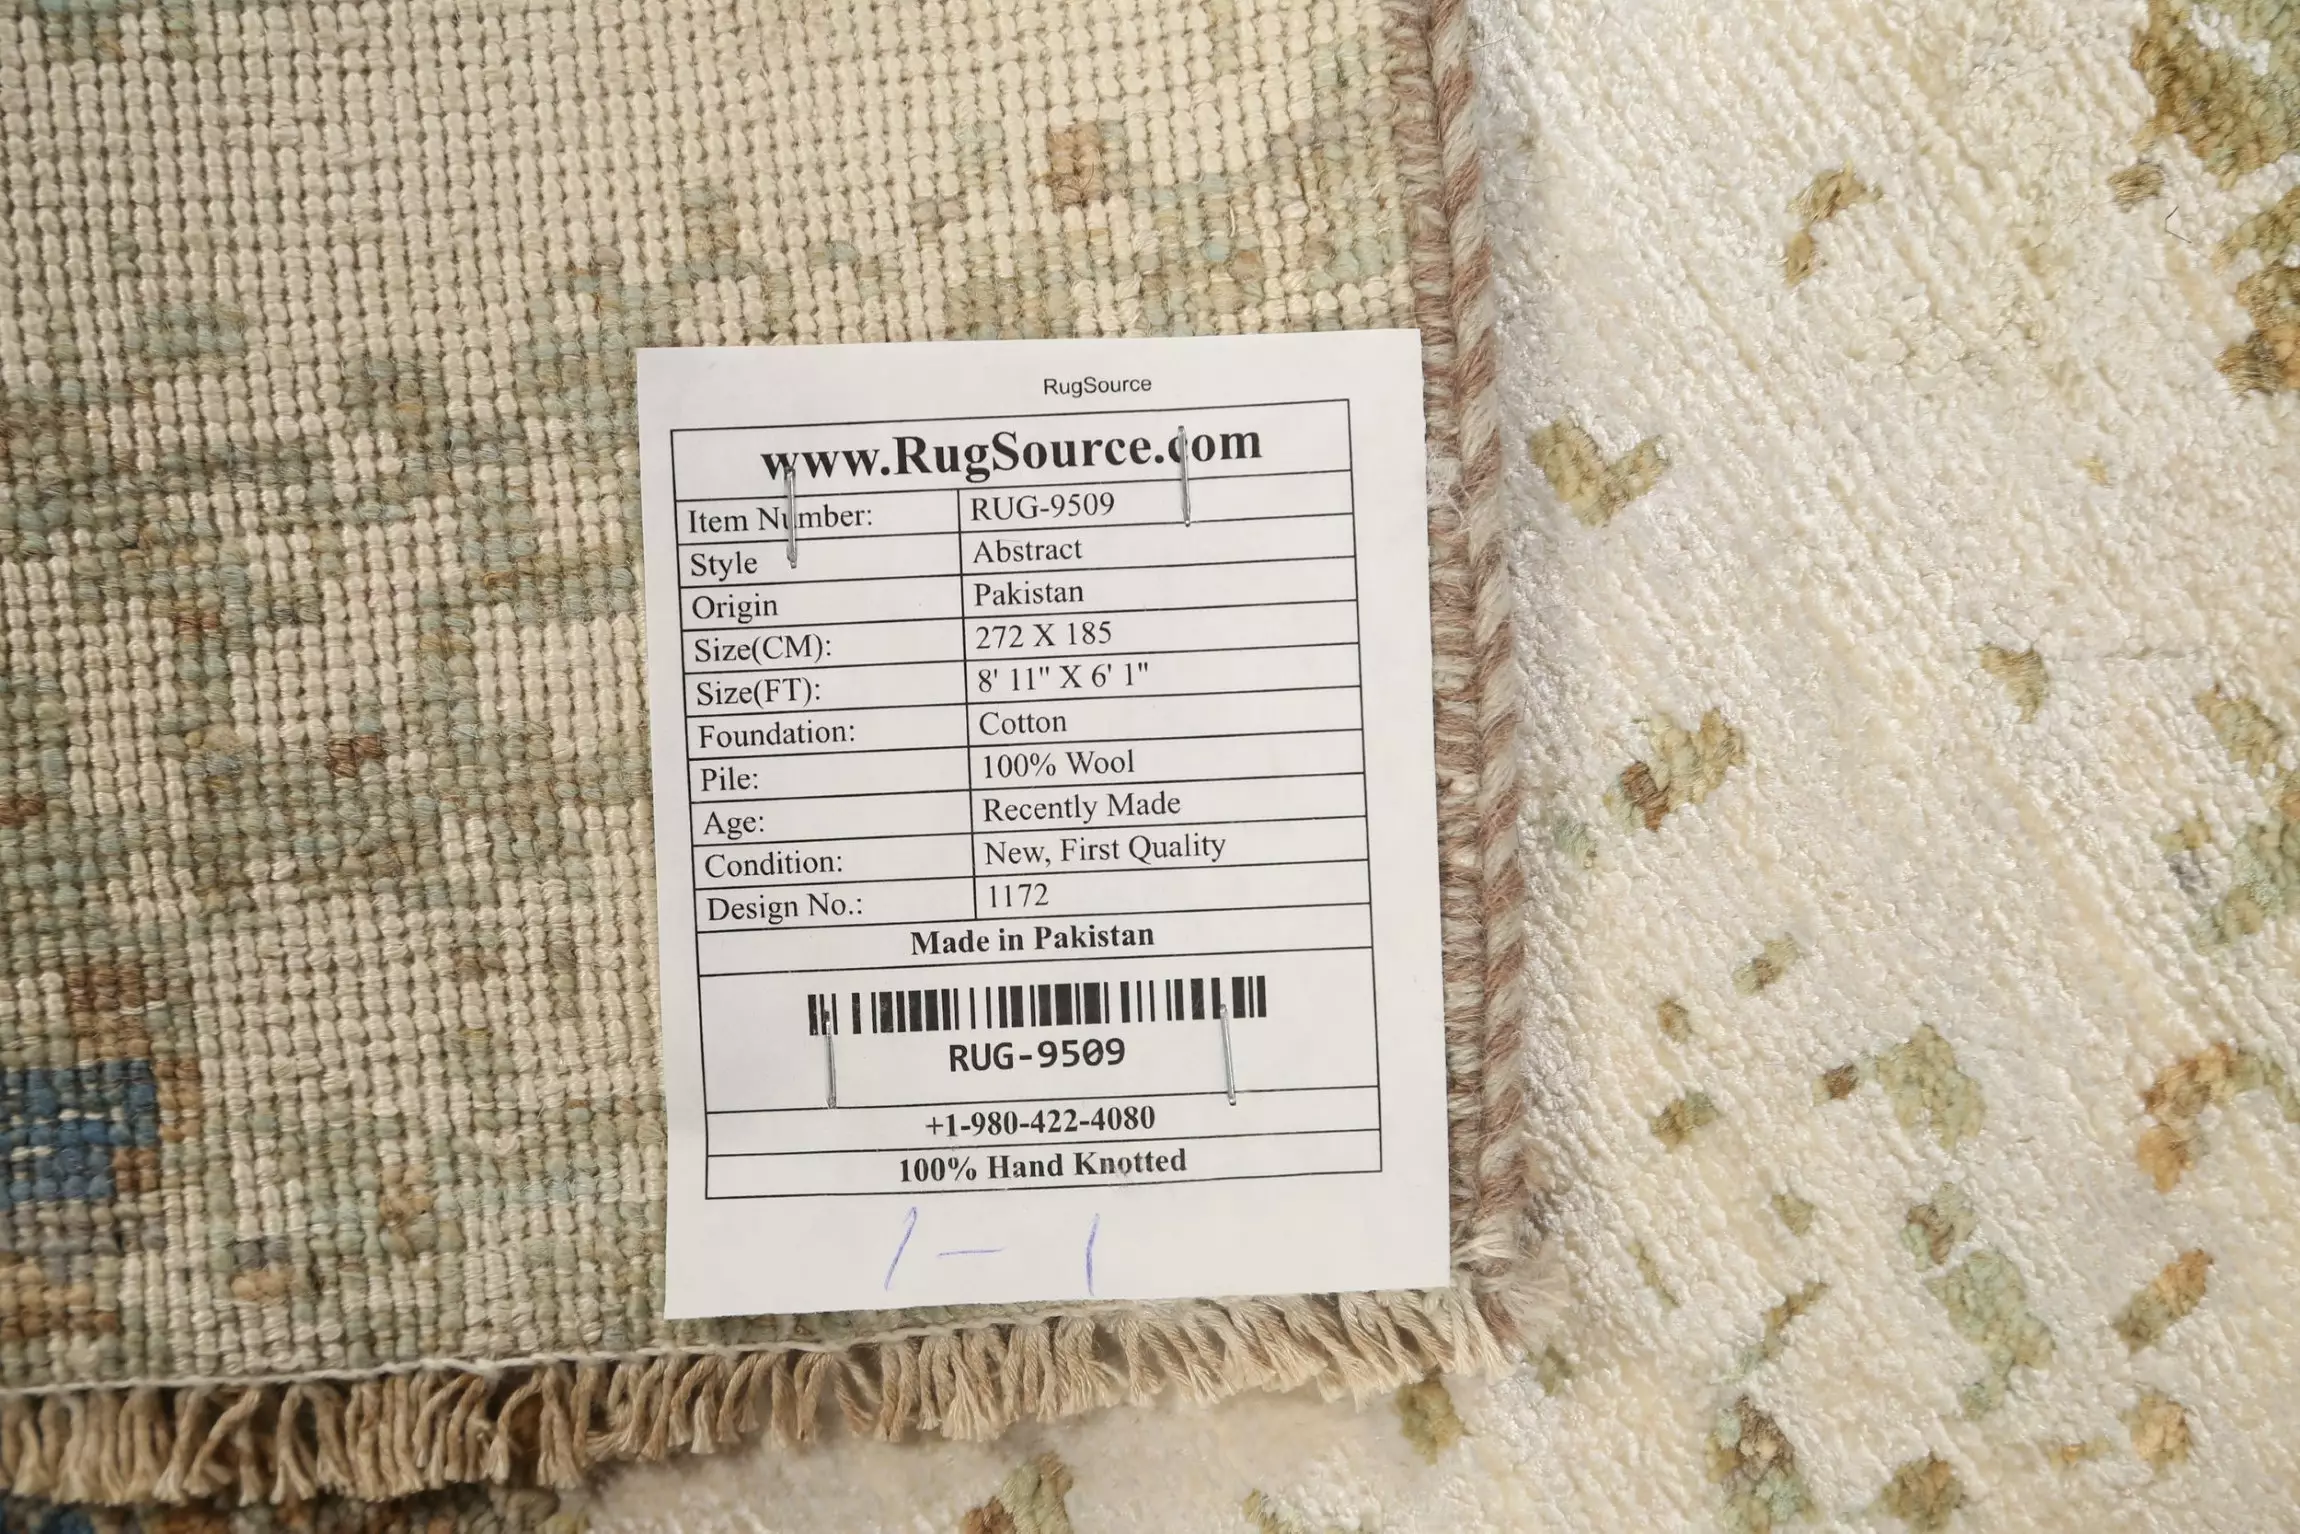 RugSource
www.RugSource.com
Item Number: RUG-9509
Style Abstract
Origin Pakistan
Size(CM): 272 X 185
Size(FT): 8' 11" X 6' 1"
Foundation: Cotton
Pile: 100% Wool
Age: Recently Made
Condition: New, First Quality
Design No.: 1172
Made in Pakistan
RUG-9509
+1-980-422-4080
100% Hand Knotted
1 - 1